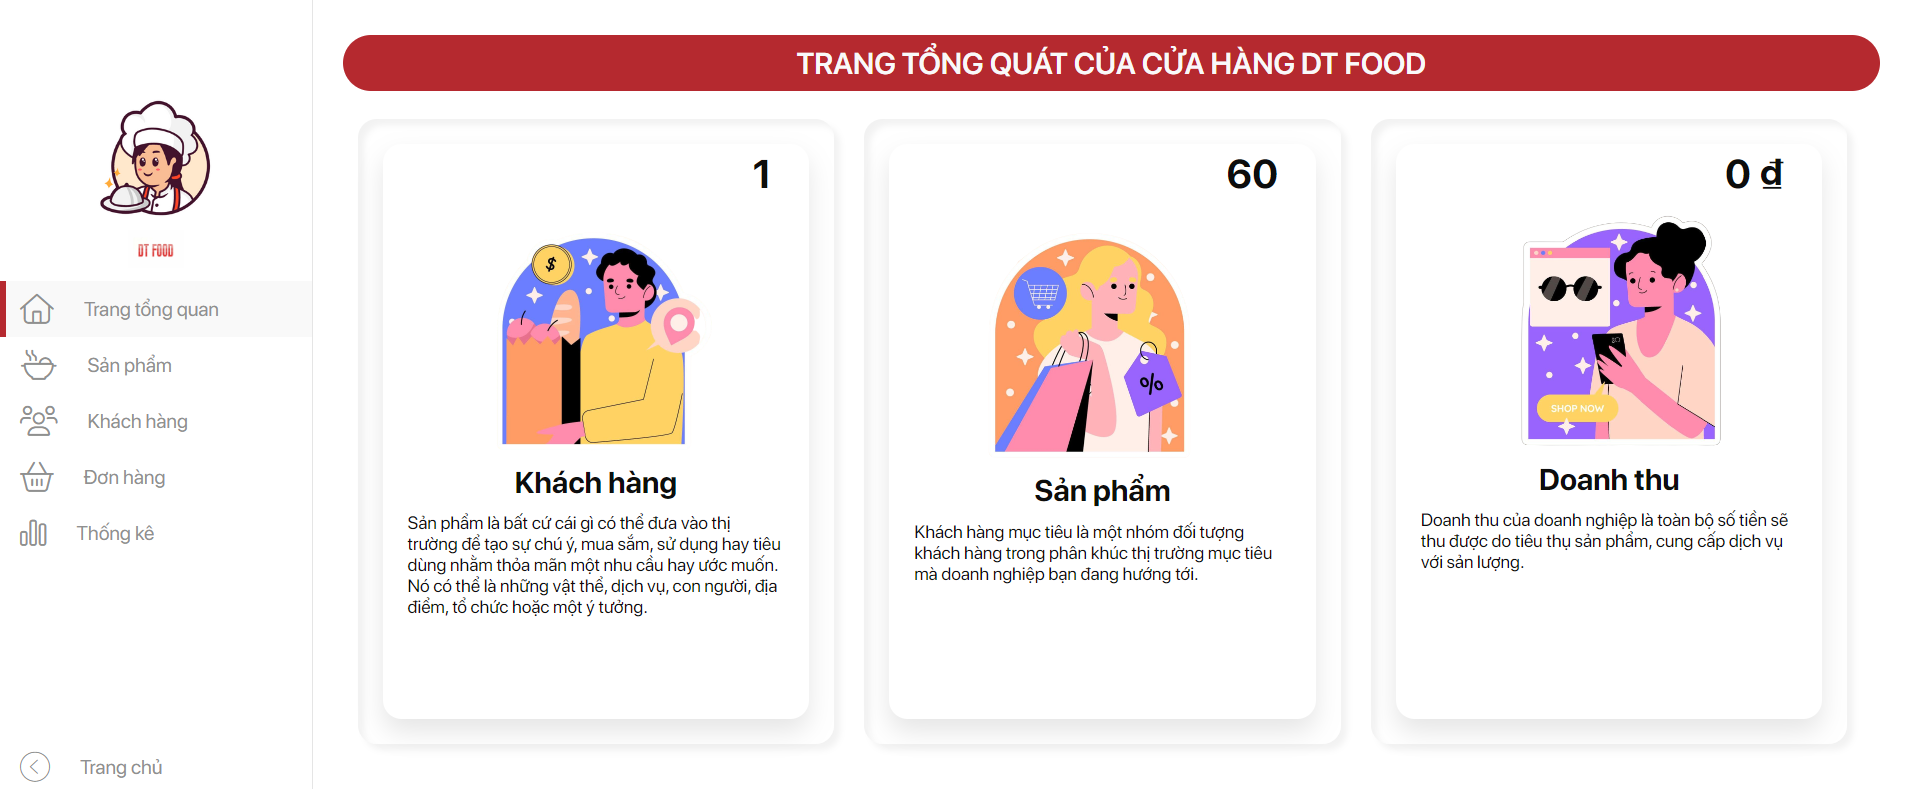 DT FOOD
Trang tổng quan
Sản phẩm
Khách hàng
Đơn hàng
Thống kê
Trang chủ
TRANG TỔNG QUÁT CỦA CỬA HÀNG DT FOOD
1
$
Khách hàng
Sản phẩm là bất cứ cái gì có thể đưa vào thị
trường để tạo sự chú ý, mua sắm, sử dụng hay tiêu
dùng nhằm thỏa mãn một nhu cầu hay ước muốn.
Nó có thể là những vật thể, dịch vụ, con người, địa
điểm, tổ chức hoặc một ý tưởng.
60
%
Sản phẩm
Khách hàng mục tiêu là một nhóm đối tượng
khách hàng trong phân khúc thị trường mục tiêu
mà doanh nghiệp bạn đang hướng tới.
0 ₫
SHOP NOW
Doanh thu
Doanh thu của doanh nghiệp là toàn bộ số tiền sẽ
thu được do tiêu thụ sản phẩm, cung cấp dịch vụ
với sản lượng.